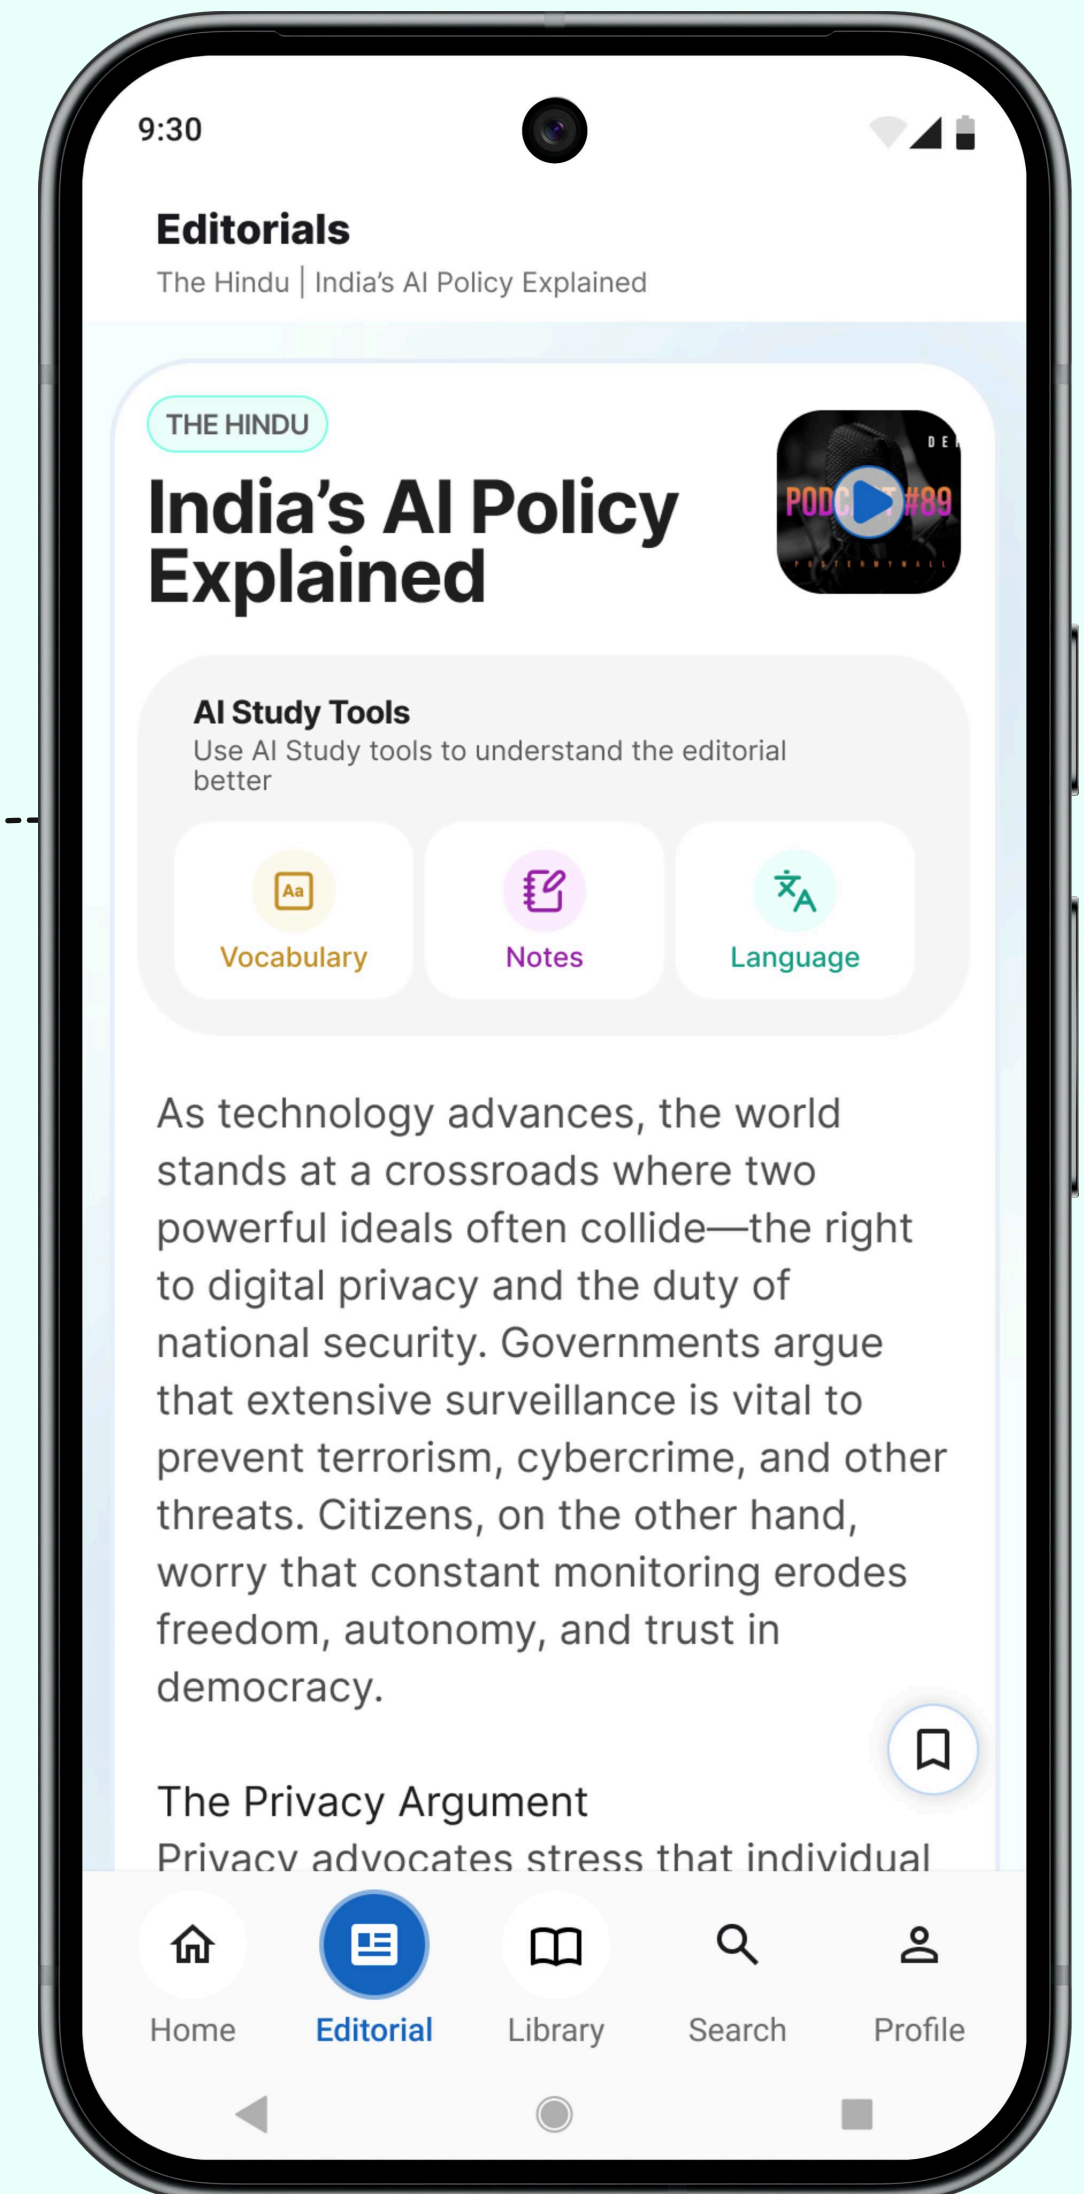 9:30
Editorials
The Hindu | India’s AI Policy Explained
THE HINDU
India’s AI Policy
Explained
PODC T #89
POSTERMYWALL
AI Study Tools
Use AI Study tools to understand the editorial
better
Aa
Vocabulary
Notes
Language
As technology advances, the world
stands at a crossroads where two
powerful ideals often collide—the right
to digital privacy and the duty of
national security. Governments argue
that extensive surveillance is vital to
prevent terrorism, cybercrime, and other
threats. Citizens, on the other hand,
worry that constant monitoring erodes
freedom, autonomy, and trust in
democracy.
The Privacy Argument
Privacy advocates stress that individual
Home
Editorial
Library
Search
Profile